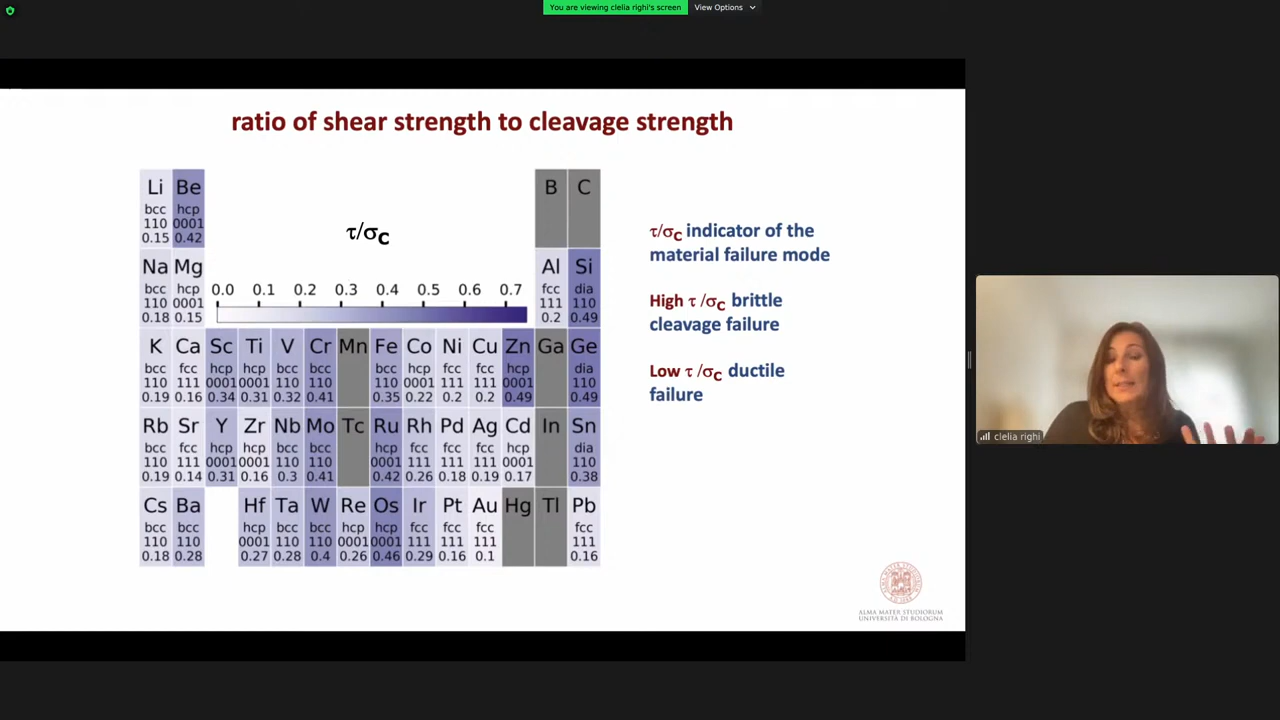 You are viewing clelia righi's screen View Options
ratio of shear strength to cleavage strength
Li Be B C
bcc hcp
110 0001
0.15 0.42
τ/σc
Na Mg Al Si
bcc hcp fcc dia
110 0001 111 110
0.18 0.15 0.2 0.49
0.0 0.1 0.2 0.3 0.4 0.5 0.6 0.7
K Ca Sc Ti V Cr Mn Fe Co Ni Cu Zn Ga Ge
bcc fcc hcp hcp bcc bcc bcc hcp fcc fcc hcp dia
110 111 0001 0001 110 110 110 0001 111 111 0001 110
0.19 0.16 0.34 0.31 0.32 0.41 0.35 0.22 0.2 0.2 0.49 0.49
Rb Sr Y Zr Nb Mo Tc Ru Rh Pd Ag Cd In Sn
bcc fcc hcp hcp bcc bcc hcp fcc fcc fcc hcp dia
110 111 0001 0001 110 110 0001 111 111 111 0001 110
0.19 0.14 0.31 0.16 0.3 0.41 0.42 0.26 0.18 0.19 0.17 0.38
Cs Ba Hf Ta W Re Os Ir Pt Au Hg Tl Pb
bcc bcc hcp bcc bcc hcp hcp fcc fcc fcc fcc
110 110 0001 110 110 0001 0001 111 111 111 111
0.18 0.28 0.27 0.28 0.4 0.26 0.46 0.29 0.16 0.1 0.16
τ/σc indicator of the
material failure mode
High τ /σc brittle
cleavage failure
Low τ /σc ductile
failure
ALMA MATER STUDIORUM
UNIVERSITÀ DI BOLOGNA
clelia righi